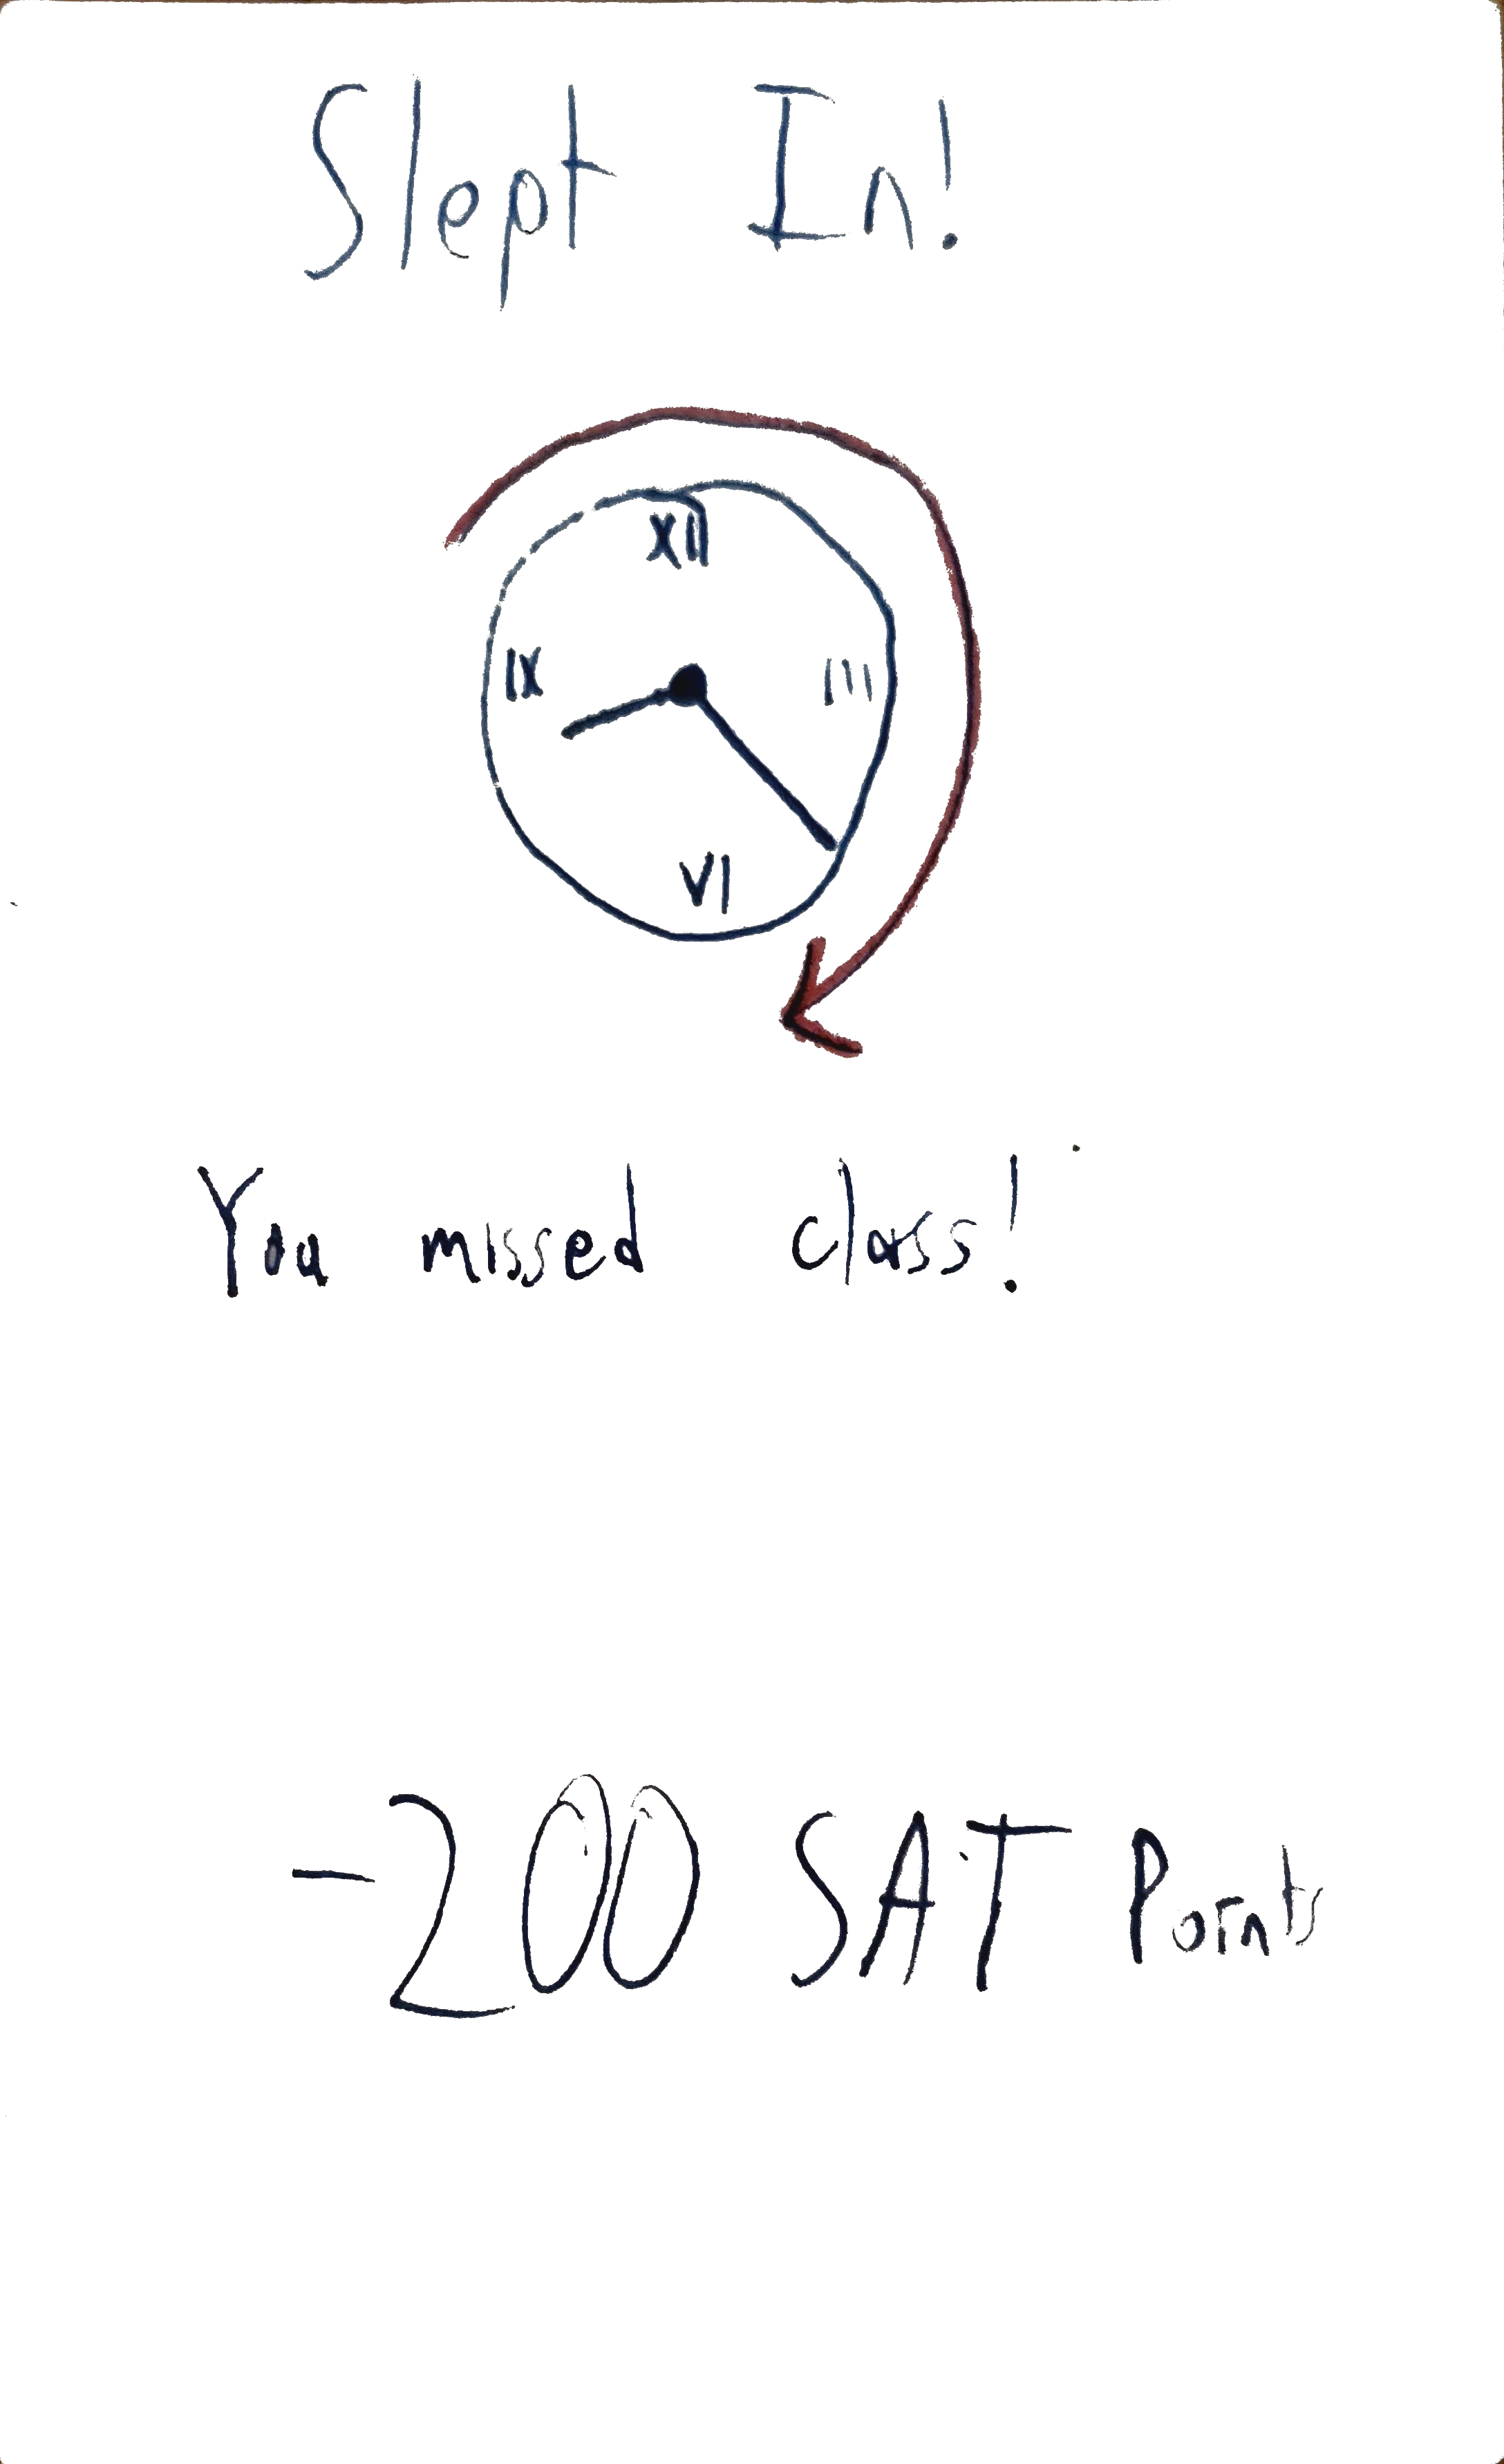 Slept In!
XII
IX III
VI
You missed class!
-200 SAT Points